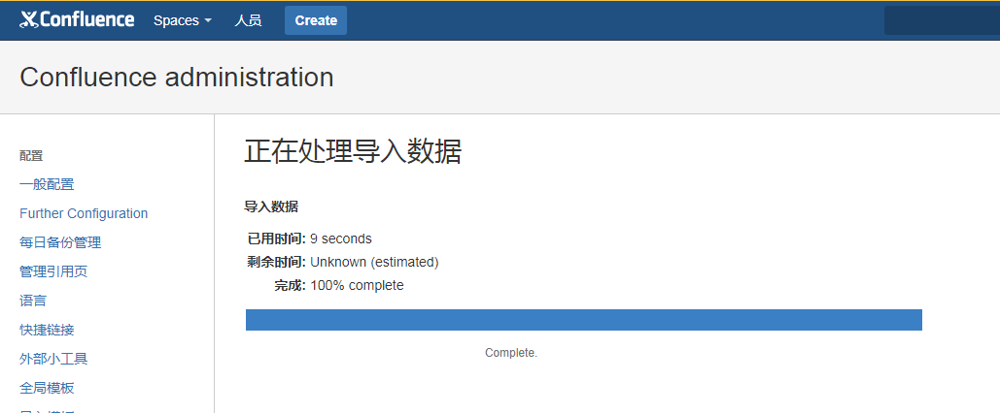 Confluence Spaces 人员 Create
Confluence administration
配置
一般配置
Further Configuration
每日备份管理
管理引用页
语言
快捷链接
外部小工具
全局模板
正在处理导入数据
导入数据
已用时间: 9 seconds
剩余时间: Unknown (estimated)
完成: 100% complete
Complete.